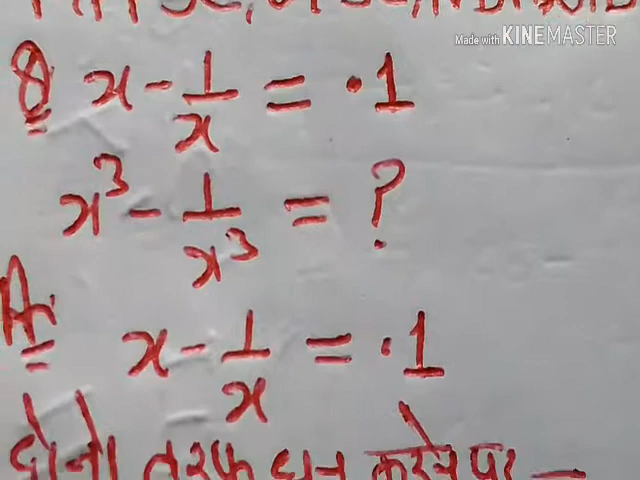 Made with KINEMASTER
Q x - 1/x = .1
x³ - 1/x³ = ?
x - 1/x = .1
दोनो तरफ घन करने पर -